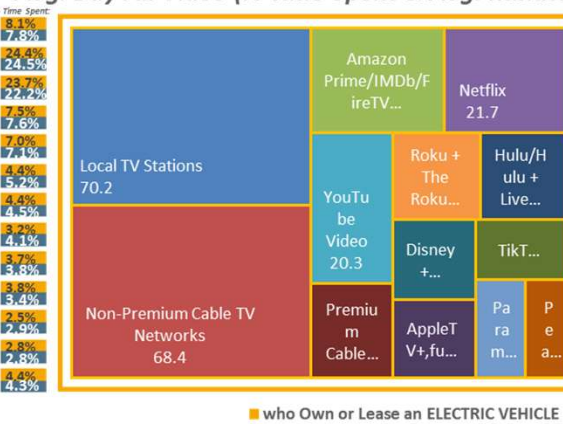 Time Spent:
8.1%
7.8%
24.4%
24.5%
23.7%
22.2%
7.5%
7.6%
7.0%
7.1%
4.4%
5.2%
4.4%
4.5%
3.2%
4.1%
3.7%
3.8%
3.8%
3.4%
2.5%
2.9%
2.8%
2.8%
4.4%
4.3%
Local TV Stations
70.2
Non-Premium Cable TV
Networks
68.4
Amazon
Prime/IMDb/F
ireTV...
Netflix
21.7
YouTu
be
Video
20.3
Roku +
The
Roku...
Hulu/H
ulu +
Live...
Disney
+...
TikT...
Premiu
m
Cable...
AppleT
V+,fu...
Pa
ra
m...
P
e
a...
who Own or Lease an ELECTRIC VEHICLE